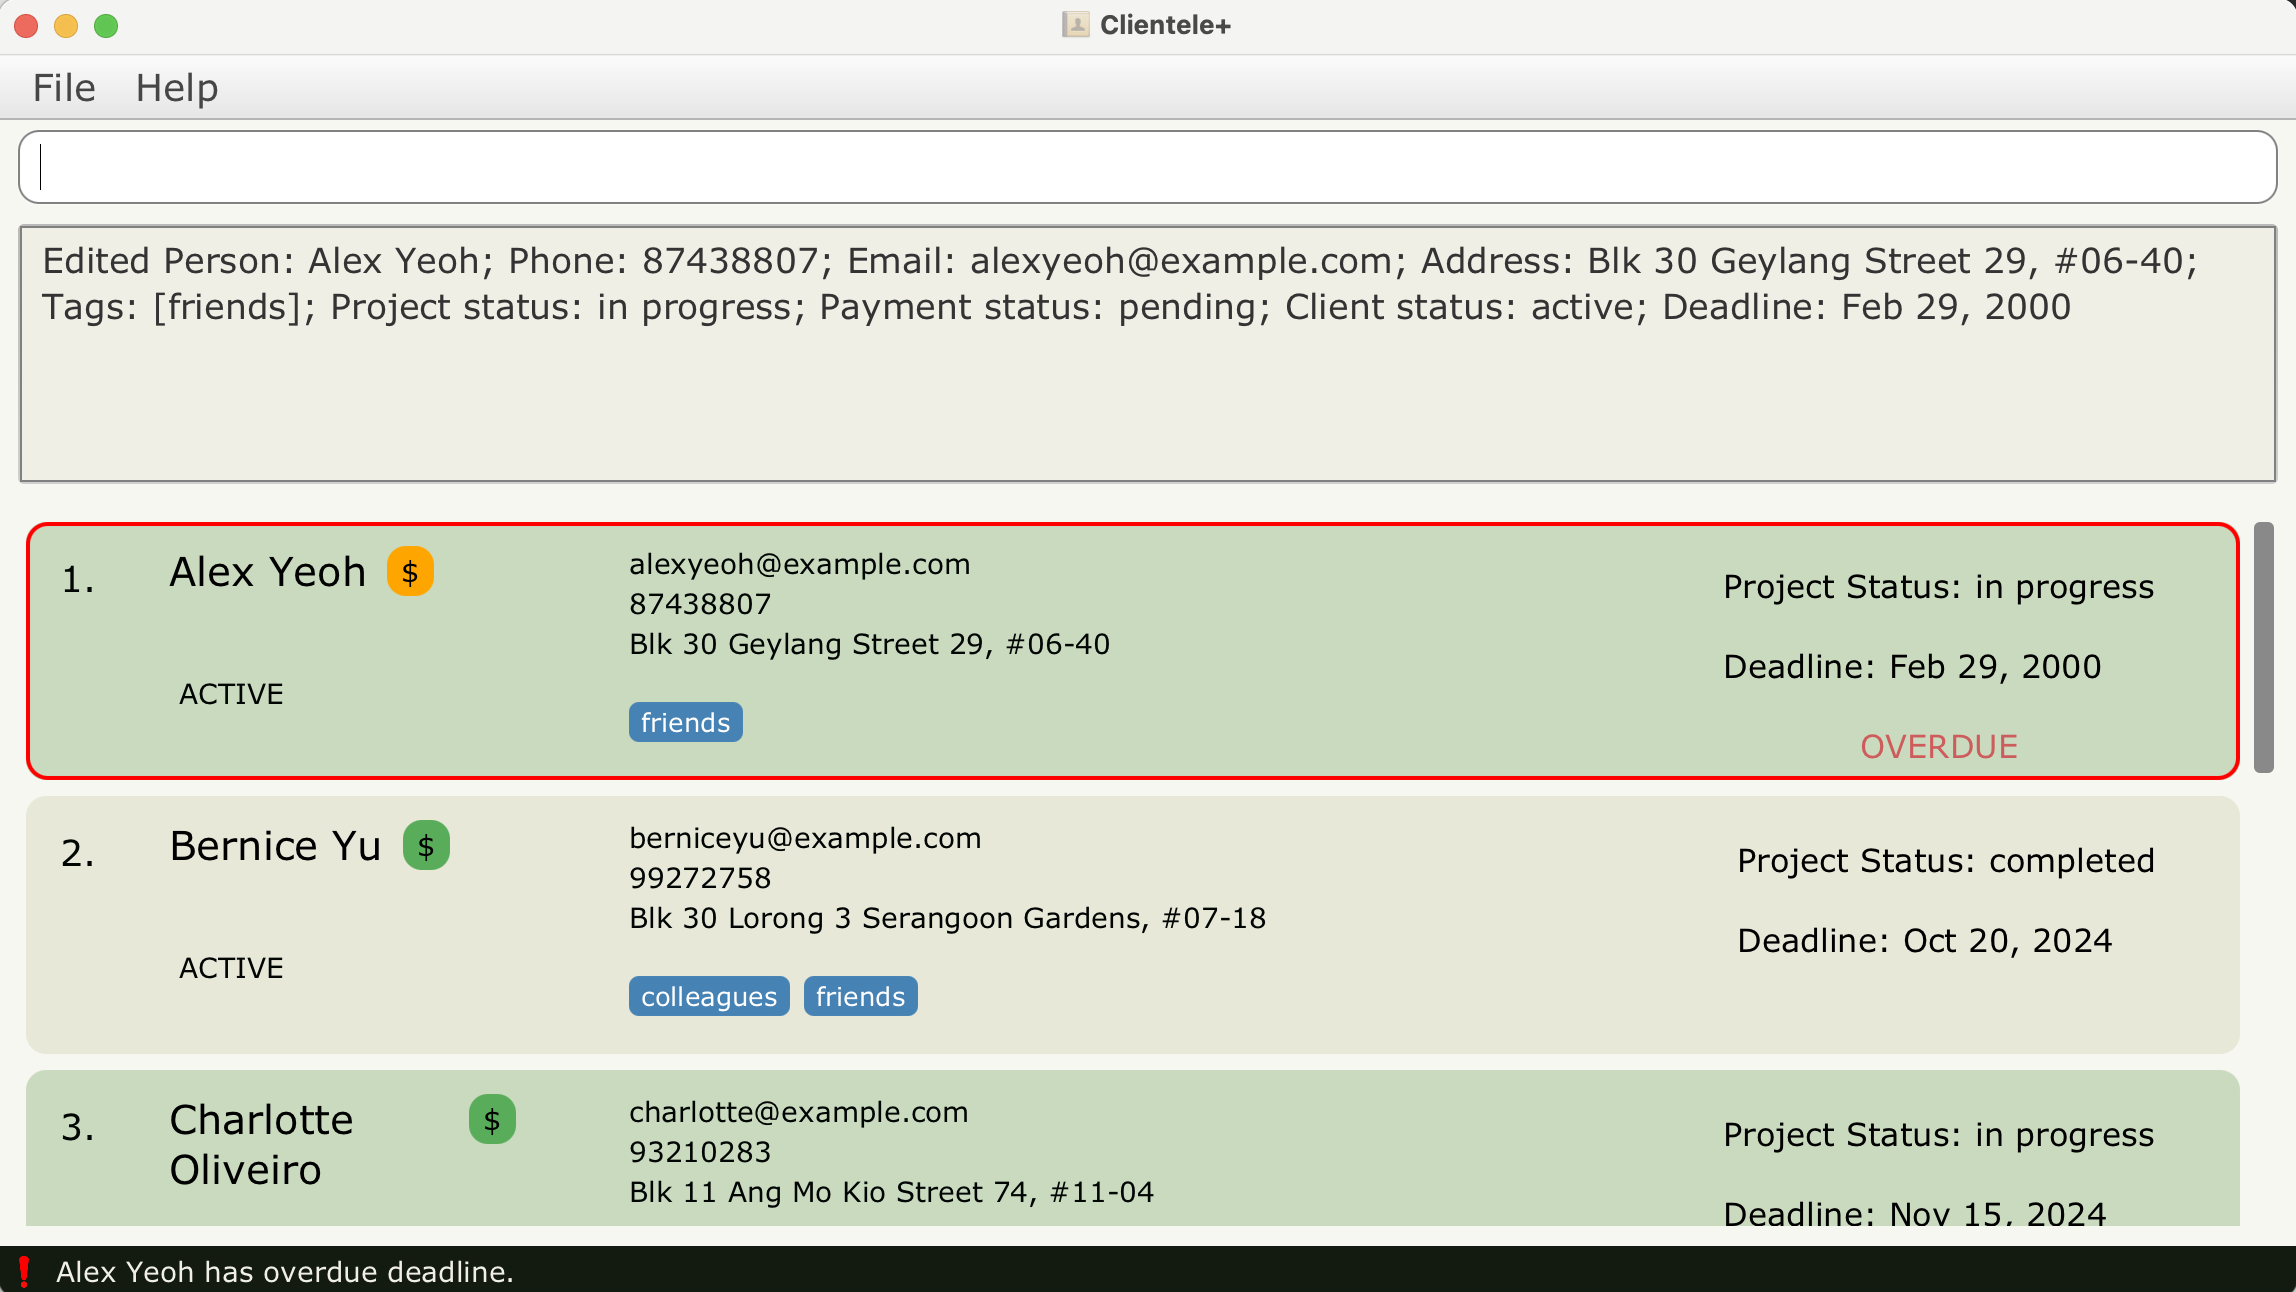 Clientele+
File Help
Edited Person: Alex Yeoh; Phone: 87438807; Email: alexyeoh@example.com; Address: Blk 30 Geylang Street 29, #06-40;
Tags: [friends]; Project status: in progress; Payment status: pending; Client status: active; Deadline: Feb 29, 2000
1. Alex Yeoh $
ACTIVE
alexyeoh@example.com
87438807
Blk 30 Geylang Street 29, #06-40
friends
Project Status: in progress
Deadline: Feb 29, 2000
OVERDUE
2. Bernice Yu $
ACTIVE
berniceyu@example.com
99272758
Blk 30 Lorong 3 Serangoon Gardens, #07-18
colleagues friends
Project Status: completed
Deadline: Oct 20, 2024
3. Charlotte $
Oliveiro
charlotte@example.com
93210283
Blk 11 Ang Mo Kio Street 74, #11-04
Project Status: in progress
Deadline: Nov 15, 2024
Alex Yeoh has overdue deadline.